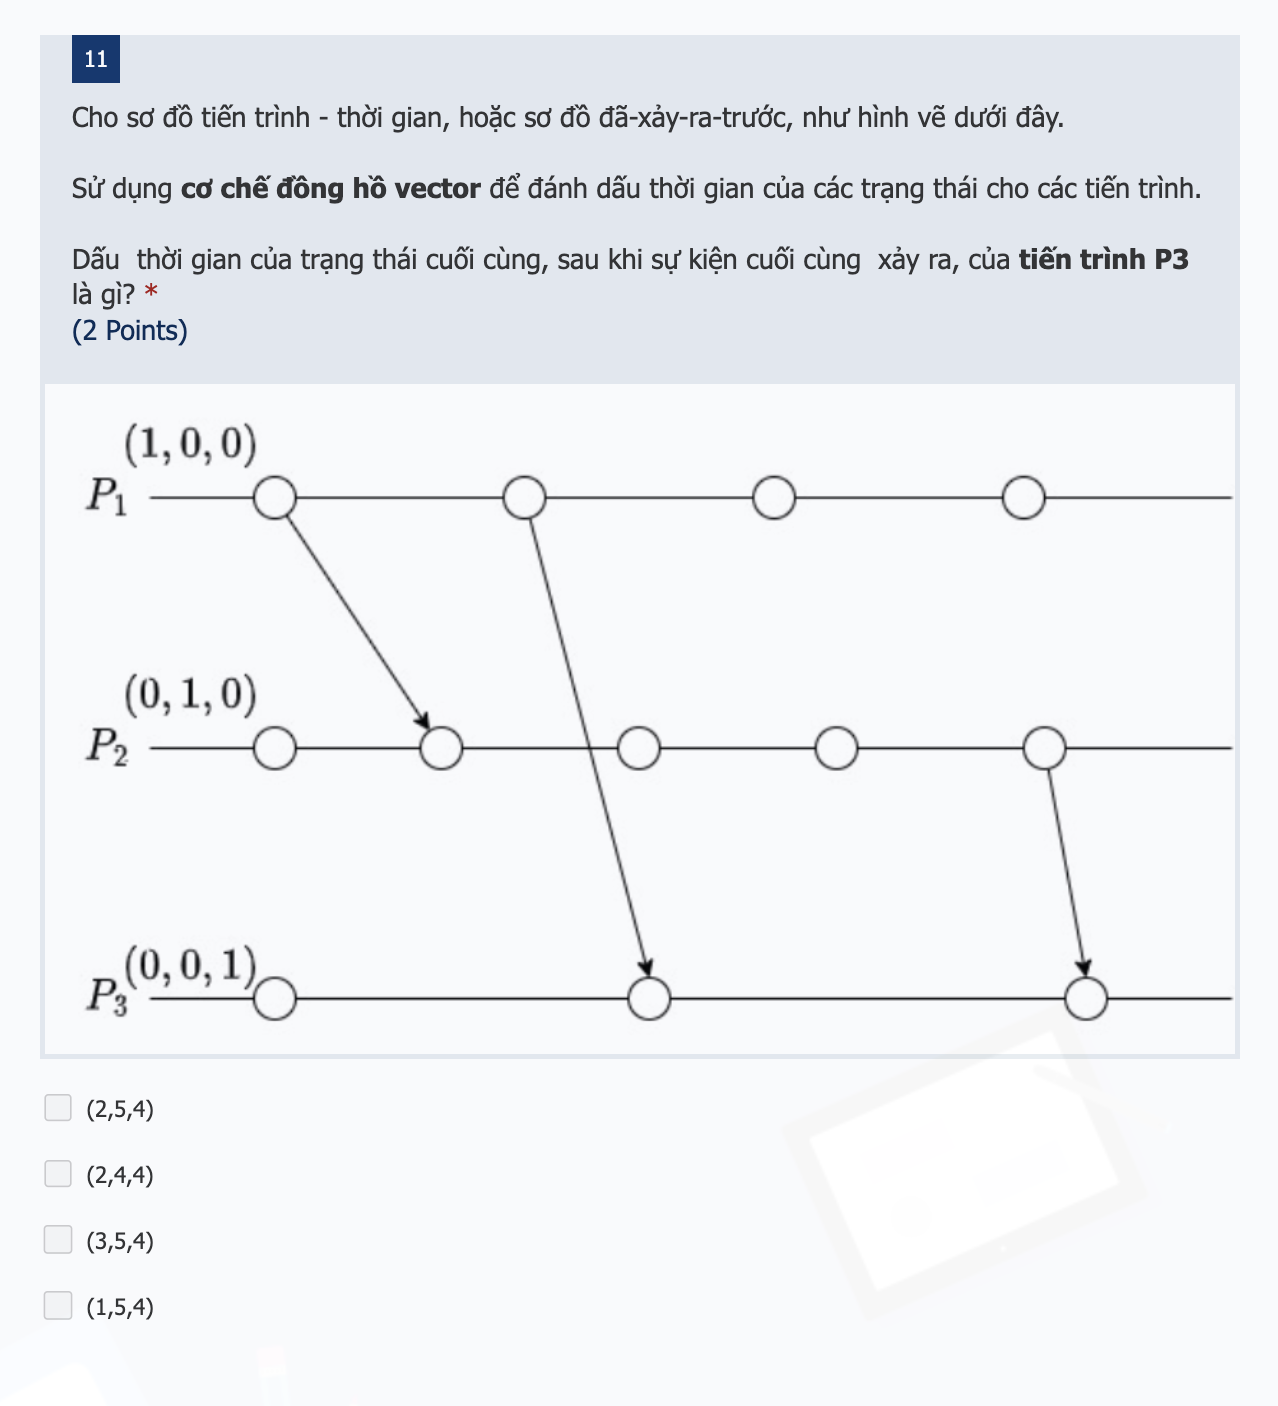 11
Cho sơ đồ tiến trình - thời gian, hoặc sơ đồ đã-xảy-ra-trước, như hình vẽ dưới đây.
Sử dụng cơ chế đồng hồ vector để đánh dấu thời gian của các trạng thái cho các tiến trình.
Dấu thời gian của trạng thái cuối cùng, sau khi sự kiện cuối cùng xảy ra, của tiến trình P3
là gì? *
(2 Points)
(1, 0, 0)
P₁
(0, 1, 0)
P₂
(0, 0, 1)
P₃
(2,5,4)
(2,4,4)
(3,5,4)
(1,5,4)